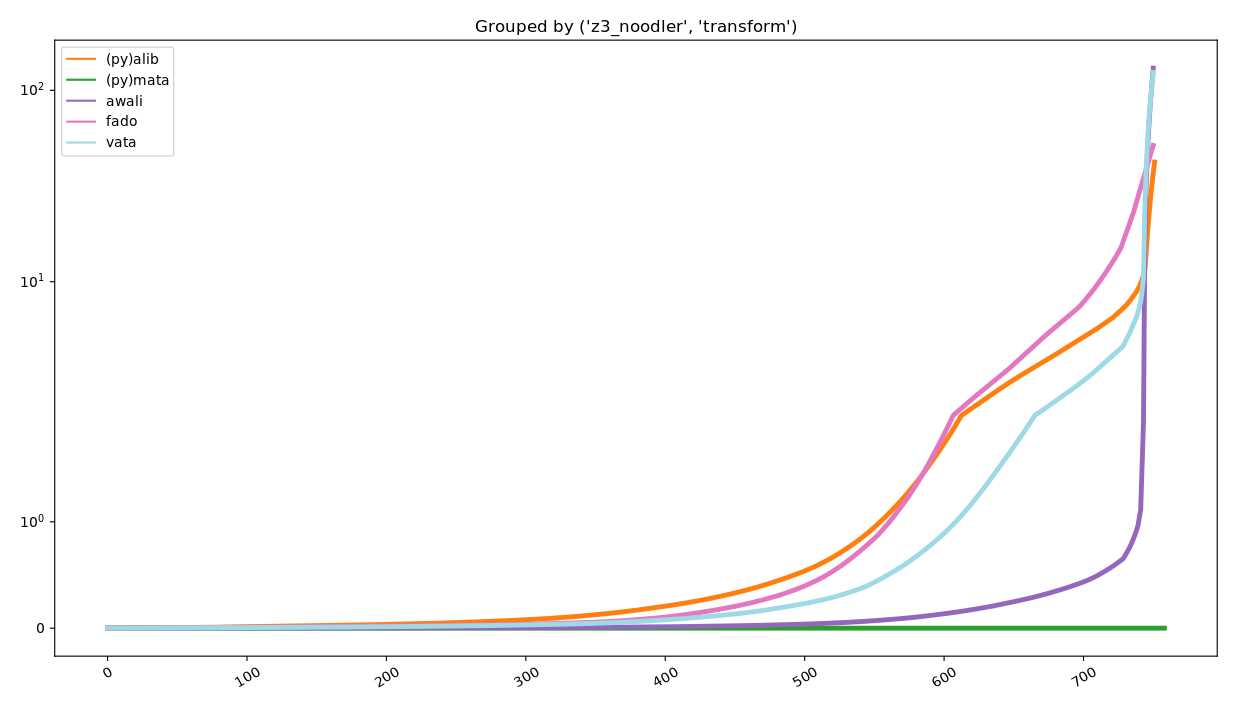 Grouped by ('z3_noodler', 'transform')
(py)alib
(py)mata
awali
fado
vata
10²
10¹
10⁰
0
0
100
200
300
400
500
600
700